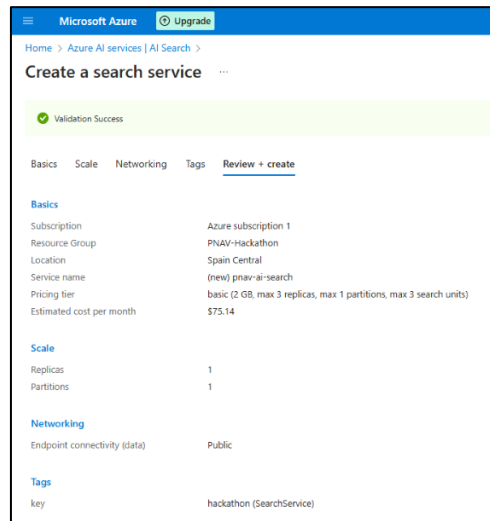 Microsoft Azure Upgrade
Home > Azure AI services | AI Search >
Create a search service ...
Validation Success
Basics Scale Networking Tags Review + create
Basics
Subscription Azure subscription 1
Resource Group PNAV-Hackathon
Location Spain Central
Service name (new) pnav-ai-search
Pricing tier basic (2 GB, max 3 replicas, max 1 partitions, max 3 search units)
Estimated cost per month $75.14
Scale
Replicas 1
Partitions 1
Networking
Endpoint connectivity (data) Public
Tags
key hackathon (SearchService)